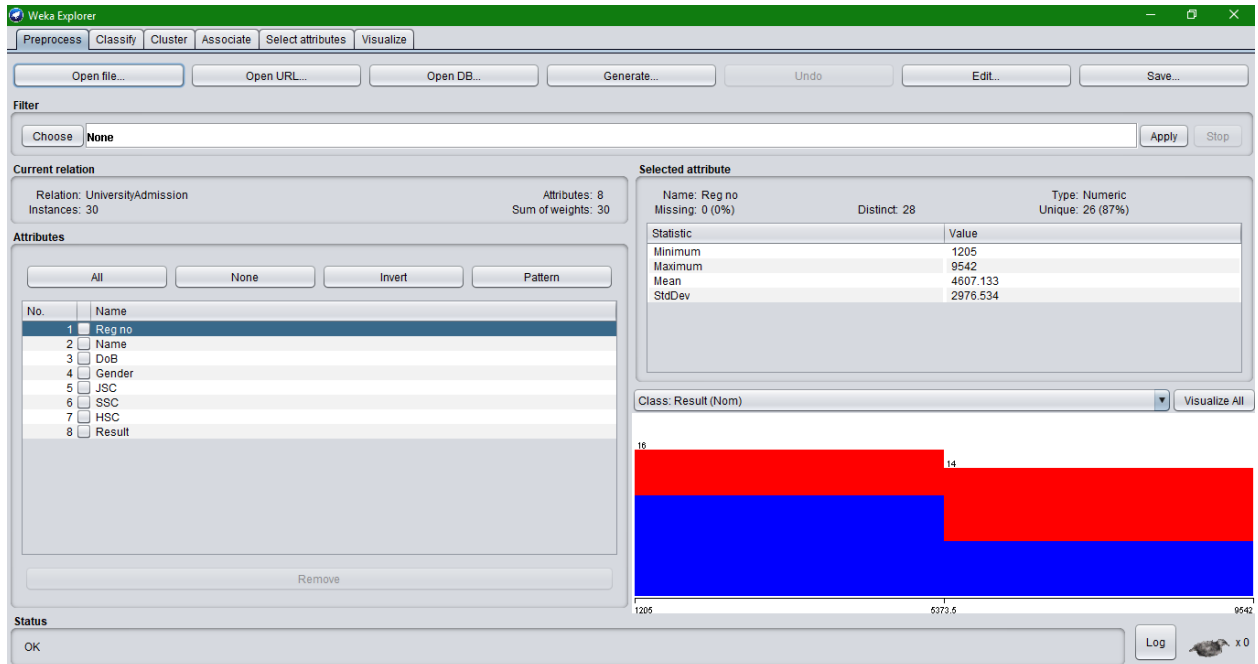 Weka Explorer
Preprocess Classify Cluster Associate Select attributes Visualize
Open file... Open URL... Open DB... Generate... Undo Edit... Save...
Filter
Choose None Apply Stop
Current relation
Relation: UniversityAdmission Attributes: 8
Instances: 30 Sum of weights: 30
Attributes
All None Invert Pattern
No. Name
1 Reg no
2 Name
3 DoB
4 Gender
5 JSC
6 SSC
7 HSC
8 Result
Remove
Selected attribute
Name: Reg no Type: Numeric
Missing: 0 (0%) Distinct: 28 Unique: 26 (87%)
Statistic Value
Minimum 1205
Maximum 9542
Mean 4607.133
StdDev 2976.534
Class: Result (Nom) Visualize All
16
14
1205 5373.5 9542
Status
OK Log x 0